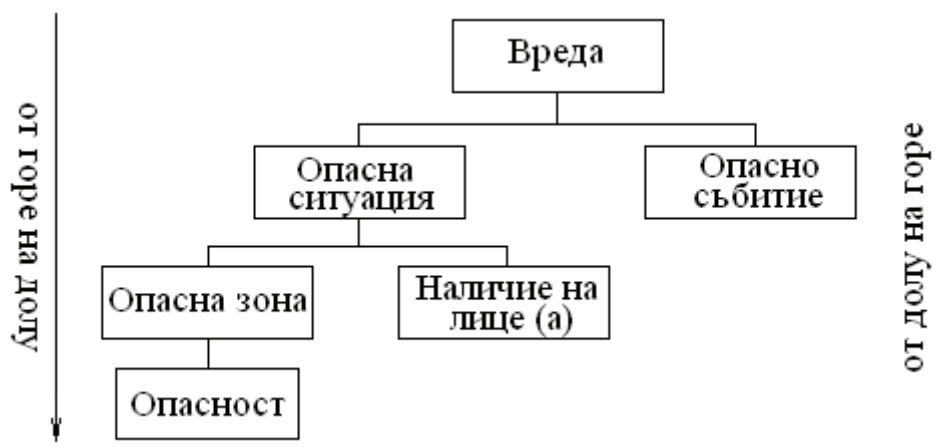 от горе на долу
Вреда
от долу на горе
Опасна
ситуация
Опасно
събитие
Опасна зона
Наличие на
лице (а)
Опасност